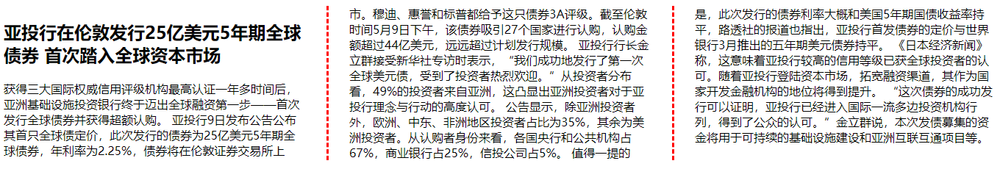 亚投行在伦敦发行25亿美元5年期全球
债券 首次踏入全球资本市场
获得三大国际权威信用评级机构最高认证一年多时间后，
亚洲基础设施投资银行终于迈出全球融资第一步——首次
发行全球债券并获得超额认购。 亚投行9日发布公告公布
其首只全球债定价，此次发行的债券为25亿美元5年期全
球债券，年利率为2.25%，债券将在伦敦证券交易所上
市。穆迪、惠誉和标普都给予这只债券3A评级。截至伦敦
时间5月9日下午，该债券吸引27个国家进行认购，认购金
额超过44亿美元，远远超过计划发行规模。 亚投行行长金
立群接受新华社专访时表示，“我们成功地发行了第一次
全球美元债，受到了投资者热烈欢迎。”从投资者分布
看，49%的投资者来自亚洲，这凸显出亚洲投资者对于亚
投行理念与行动的高度认可。 公告显示，除亚洲投资者
外，欧洲、中东、非洲地区投资者占比为35%，其余为美
洲投资者。从认购者身份来看，各国央行和公共机构占
67%，商业银行占25%，信投公司占5%。 值得一提的
是，此次发行的债券利率大概和美国5年期国债收益率持
平，路透社的报道也指出，亚投行首发债券的定价与世界
银行3月推出的五年期美元债券持平。《日本经济新闻》
称，这意味着亚投行较高的信用等级已获全球投资者的认
可。随着亚投行登陆资本市场，拓宽融资渠道，其作为国
家开发金融机构的地位将得到提升。 “这次债券的成功发
行可以证明，亚投行已经进入国际一流多边投资机构行
列，得到了公众的认可。”金立群说，本次发债募集的资
金将用于可持续的基础设施建设和亚洲互联互通项目等。